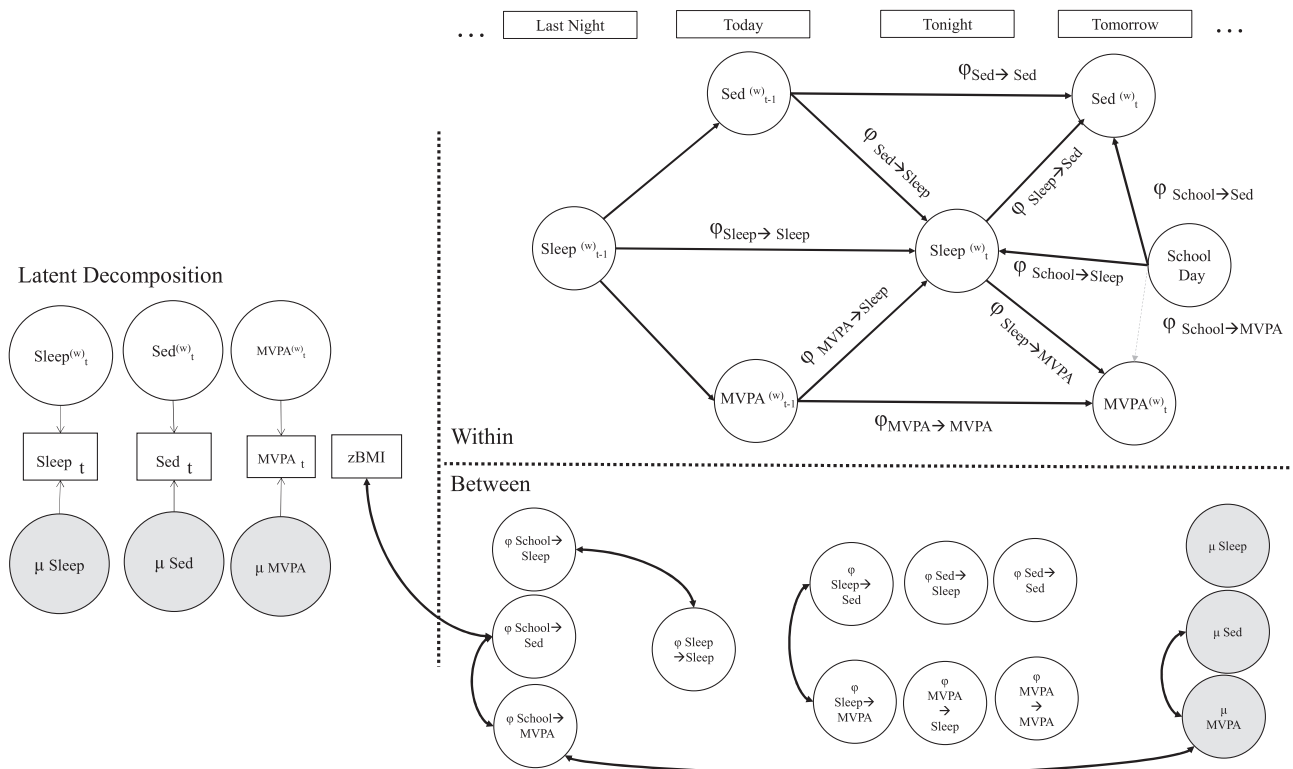 ... Last Night Today Tonight Tomorrow ...
φSed→ Sed
Sed (w)t-1
Sed (w)t
φ Sed→Sleep
φ Sleep→Sed
φ School→Sed
φSleep→ Sleep
Sleep (w)t-1
Sleep (w)t
School
Day
φ School→Sleep
φ MVPA→Sleep
φ Sleep→MVPA
φ School→MVPA
MVPA (w)t-1
MVPA(w)t
φMVPA→ MVPA
Within
Latent Decomposition
Sleep(w)t
Sed(w)t
MVPA(w)t
Sleep t
Sed t
MVPA t
zBMI
μ Sleep
μ Sed
μ MVPA
Between
φ School→
Sleep
φ School→
Sed
φ School→
MVPA
φ Sleep
→Sleep
φ
Sleep→
Sed
φ Sed→
Sleep
φ Sed→
Sed
φ
Sleep→
MVPA
φ
MVPA
→
Sleep
φ
MVPA
→
MVPA
μ Sleep
μ Sed
μ
MVPA